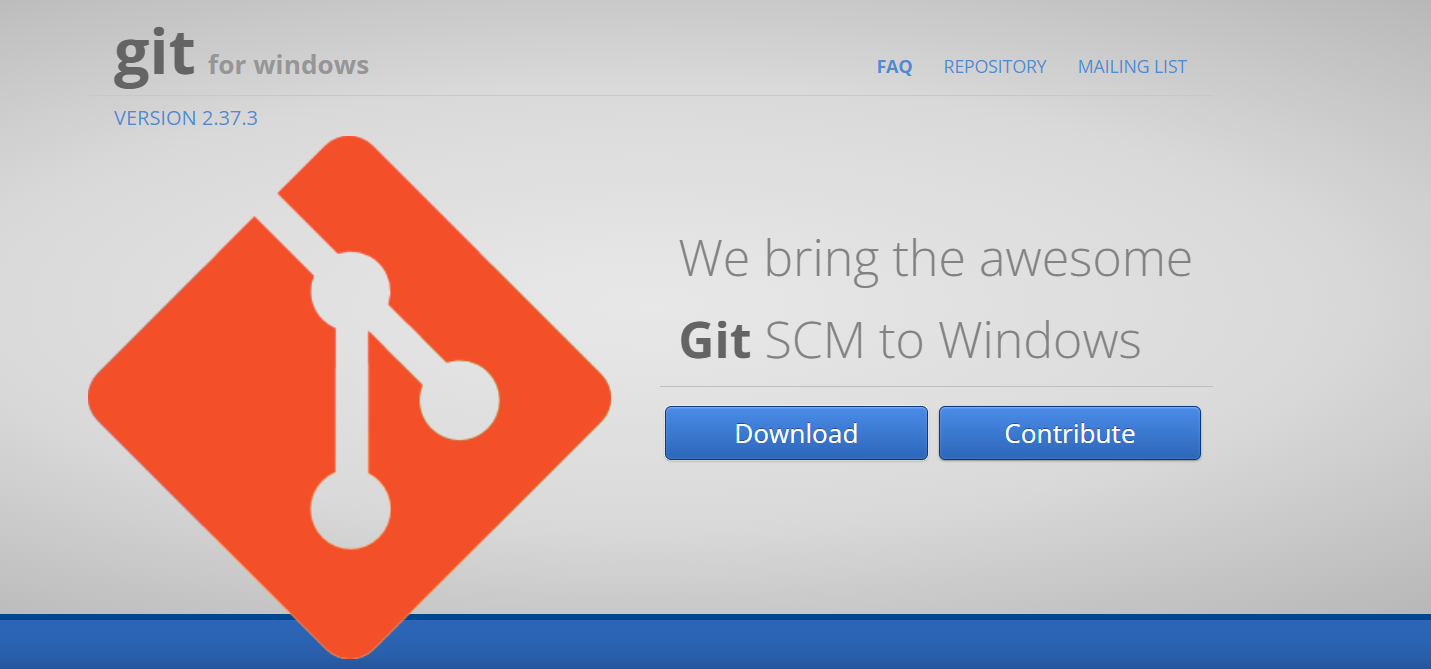 git for windows
FAQ REPOSITORY MAILING LIST
VERSION 2.37.3
We bring the awesome
Git SCM to Windows
Download Contribute